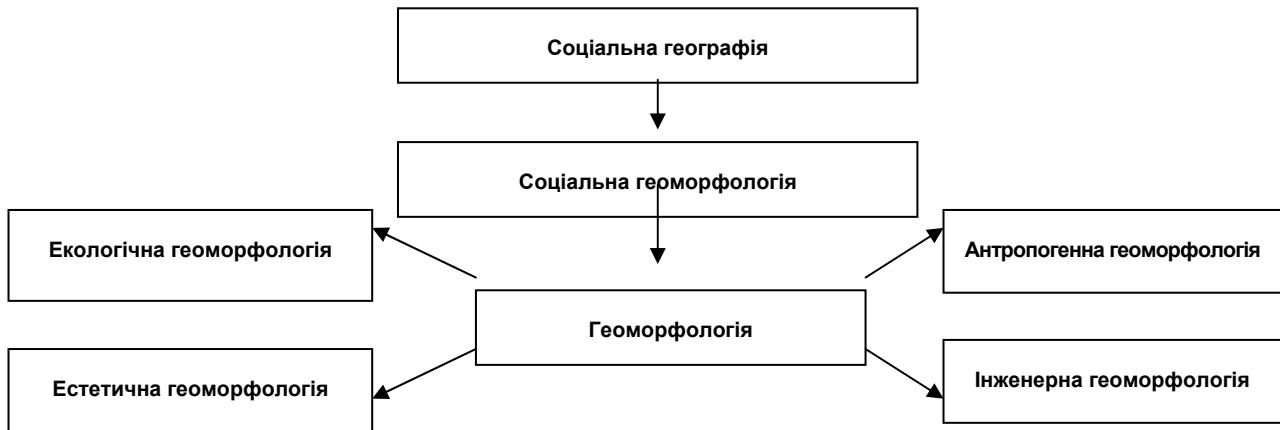 Соціальна географія
Соціальна геоморфологія
Екологічна геоморфологія
Антропогенна геоморфологія
Геоморфологія
Естетична геоморфологія
Інженерна геоморфологія